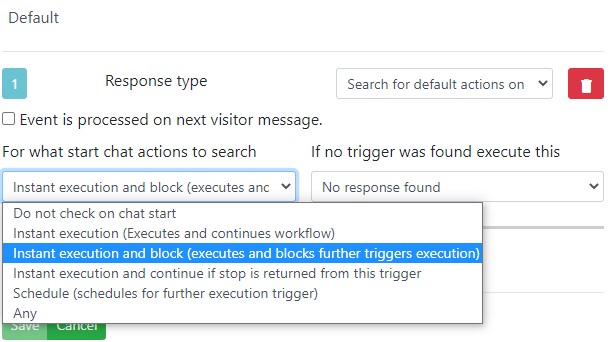 Default
1
Response type
Search for default actions on
Event is processed on next visitor message.
For what start chat actions to search
If no trigger was found execute this
Instant execution and block (executes and
No response found
Do not check on chat start
Instant execution (Executes and continues workflow)
Instant execution and block (executes and blocks further triggers execution)
Instant execution and continue if stop is returned from this trigger
Schedule (schedules for further execution trigger)
Any
Save
Cancel